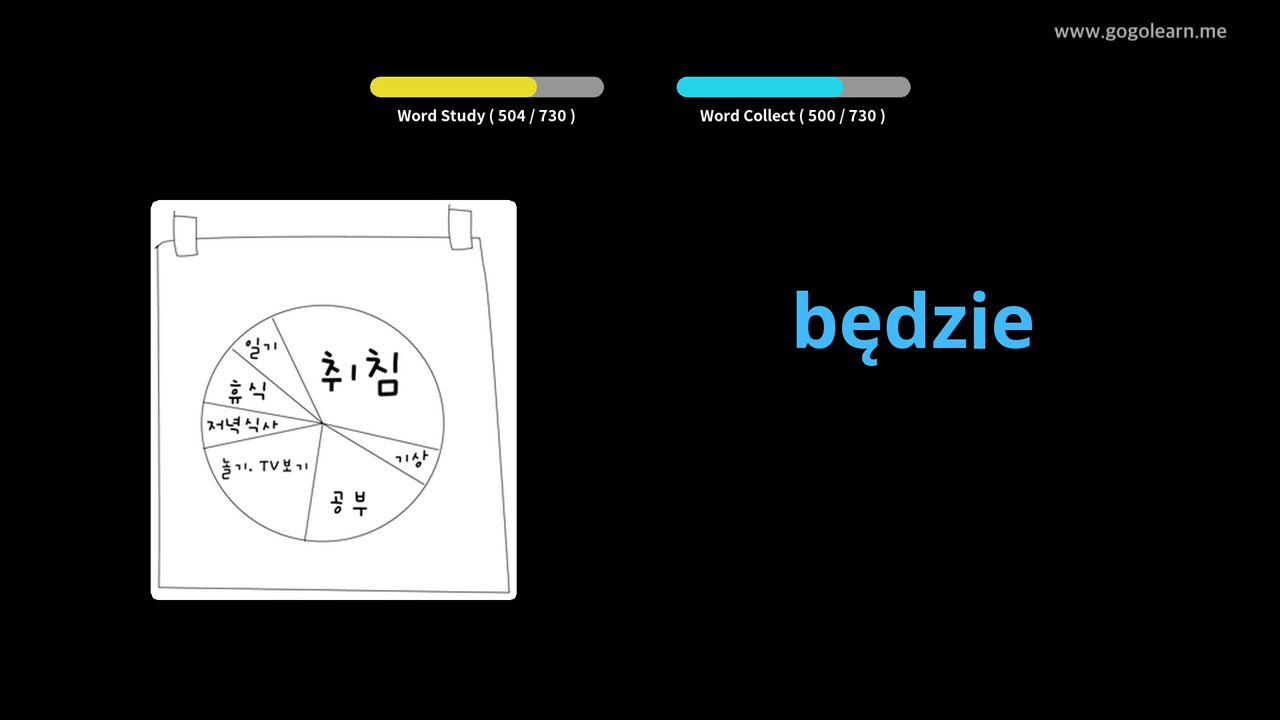 www.gogolearn.me
Word Study ( 504 / 730 )
Word Collect ( 500 / 730 )
będzie
일기
취침
휴식
저녁식사
놀기. TV보기
기상
공부